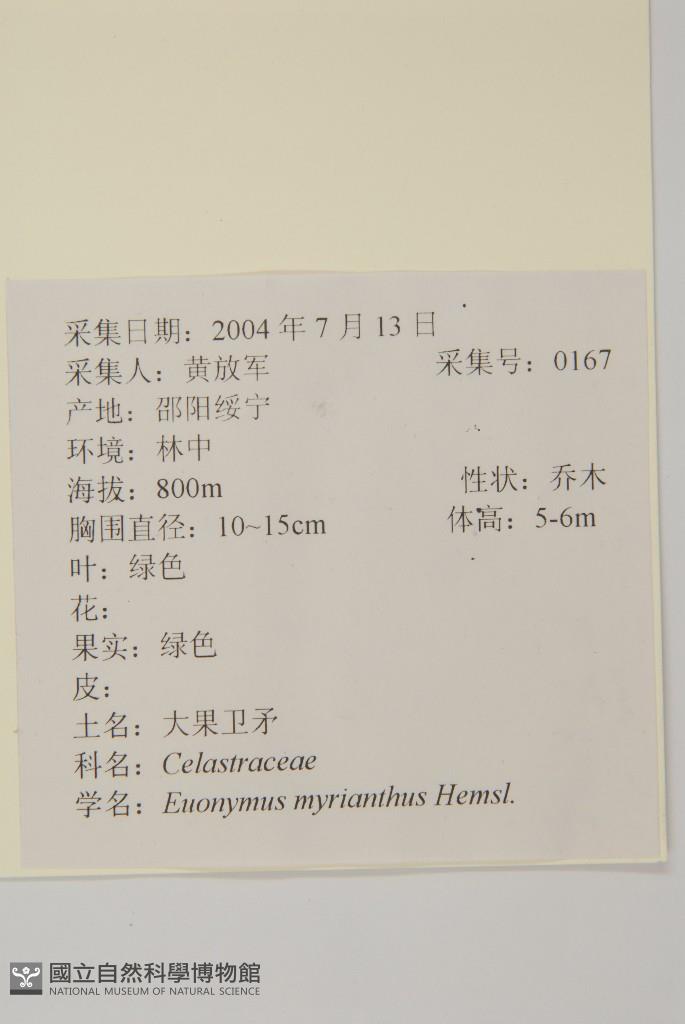 采集日期：2004 年 7 月 13 日
采集人：黄放军 采集号：0167
产地：邵阳绥宁
环境：林中
海拔：800m 性状：乔木
胸围直径：10~15cm 体高：5-6m
叶：绿色
花：
果实：绿色
皮：
土名：大果卫矛
科名：Celastraceae
学名：Euonymus myrianthus Hemsl.
國立自然科學博物館
NATIONAL MUSEUM OF NATURAL SCIENCE